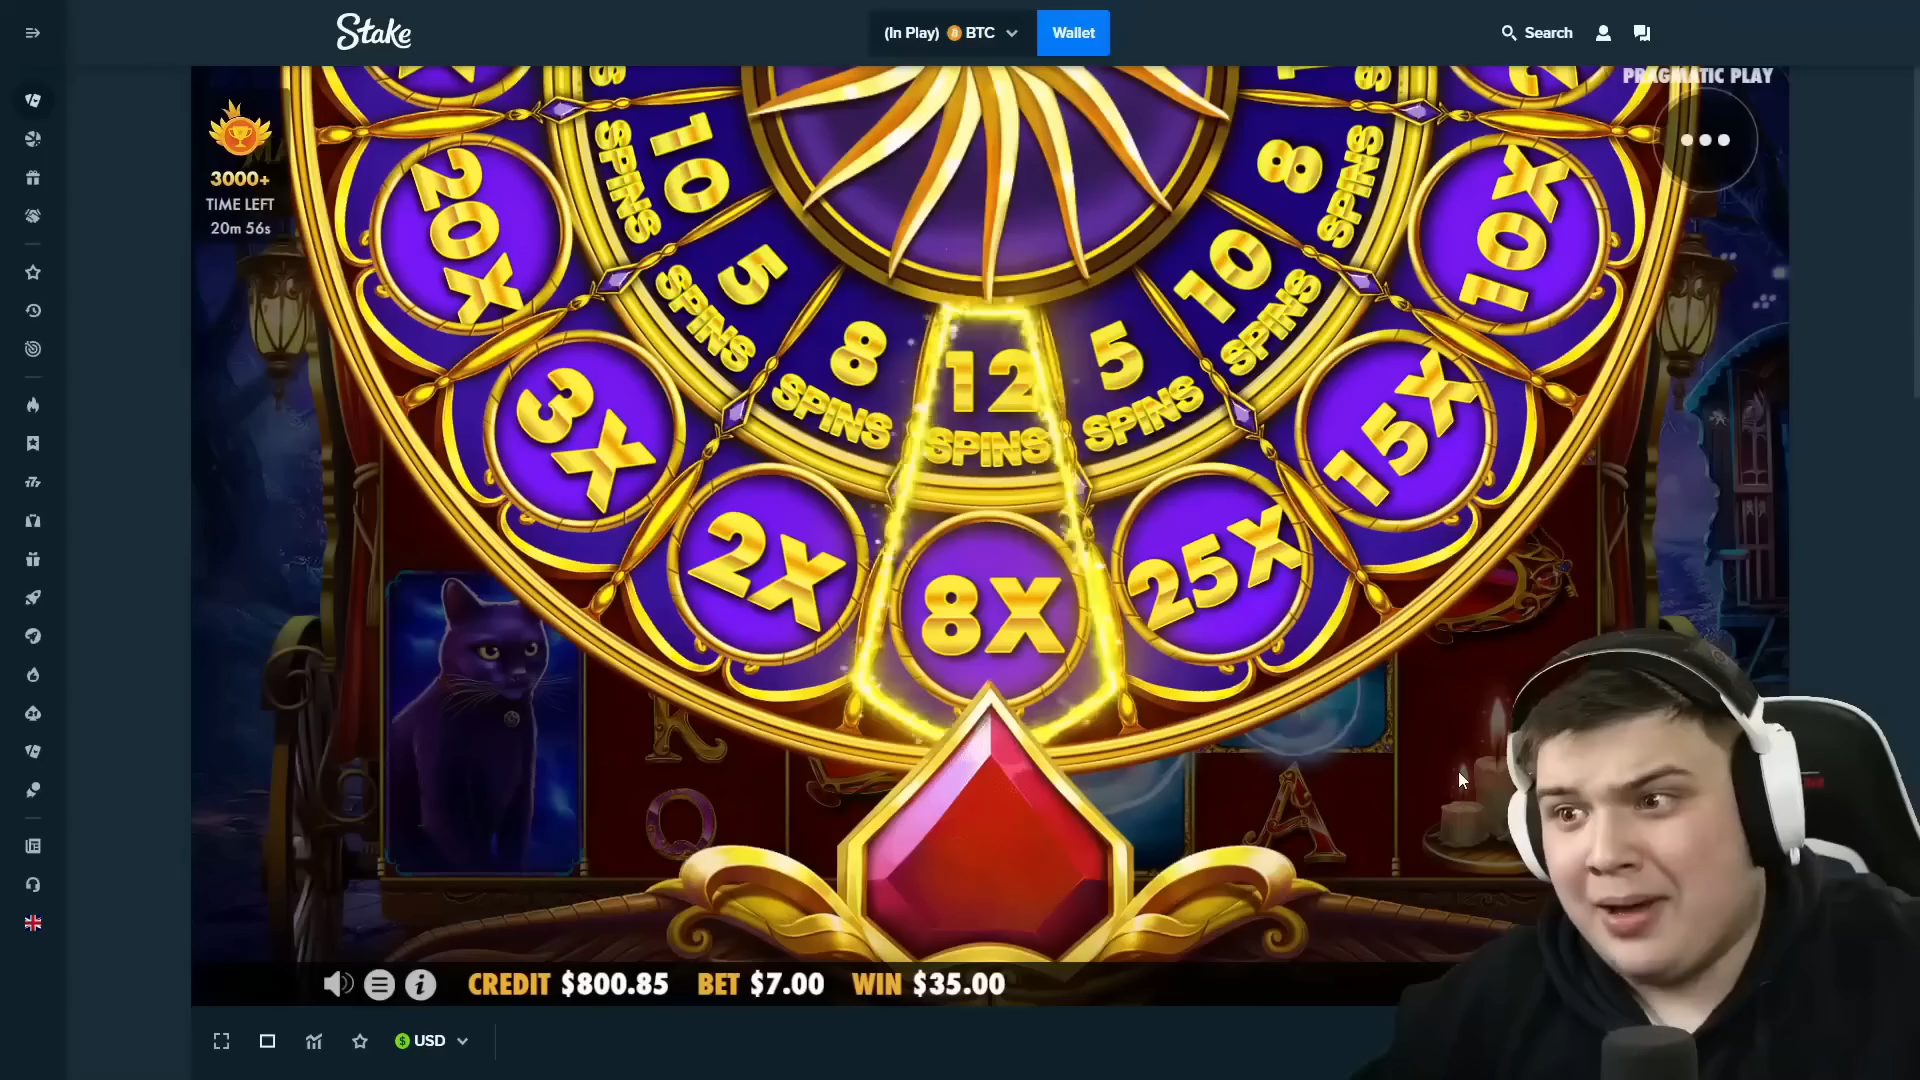 Stake
(In Play) BTC
Wallet
Search
PRAGMATIC PLAY
3000+
TIME LEFT
20m 56s
20X
10
SPINS
8
SPINS
10X
5
SPINS
10
SPINS
3X
8
SPINS
12
SPINS
5
SPINS
15X
2X
8X
25X
K
Q
A
CREDIT $800.85 BET $7.00 WIN $35.00
USD